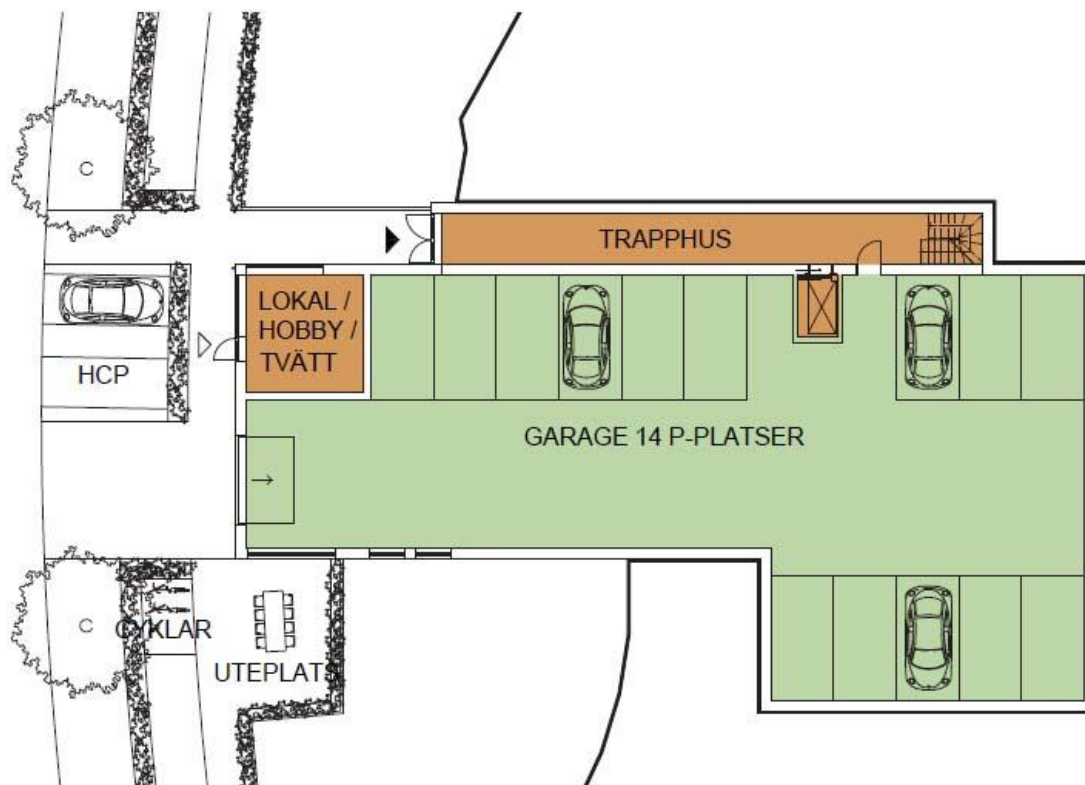 C
TRAPPHUS
LOKAL /
HOBBY /
TVÄTT
HCP
GARAGE 14 P-PLATSER
C
CYKLAR
UTEPLATS